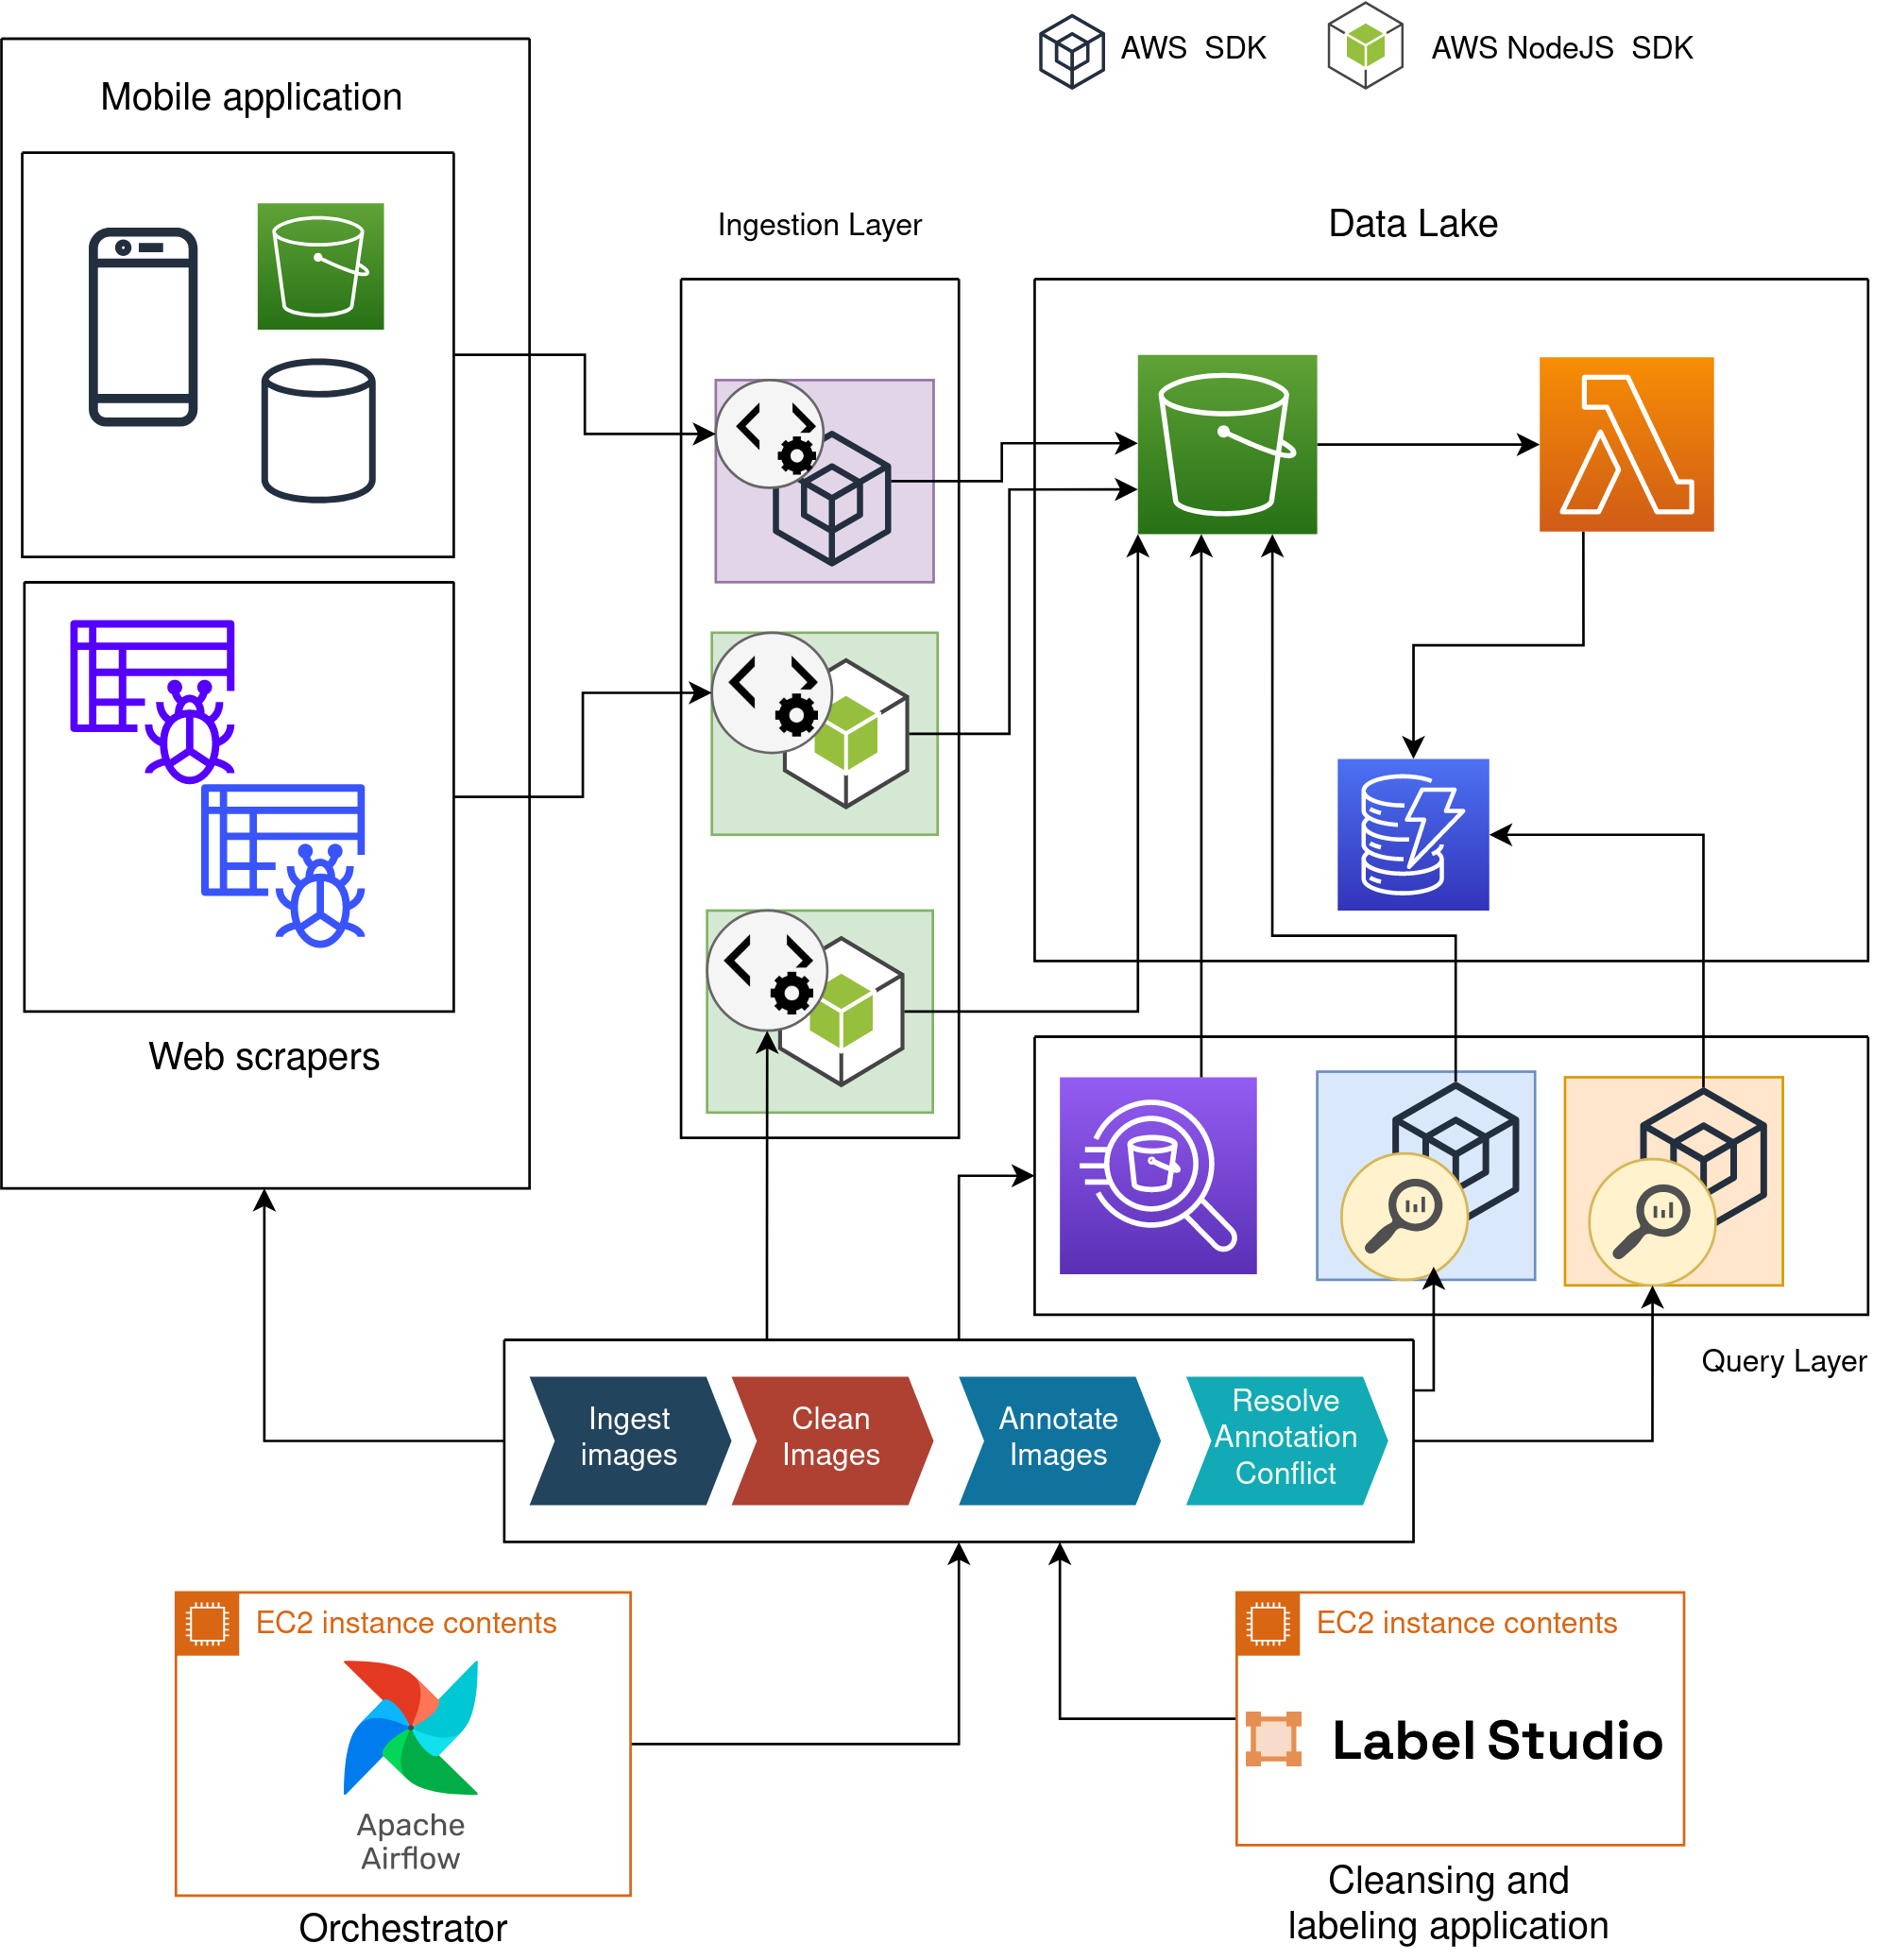 AWS SDK
AWS NodeJS SDK
Mobile application
Ingestion Layer
Data Lake
Web scrapers
Query Layer
Ingest
images
Clean
Images
Annotate
Images
Resolve
Annotation
Conflict
EC2 instance contents
Apache
Airflow
Orchestrator
EC2 instance contents
Label Studio
Cleansing and
labeling application